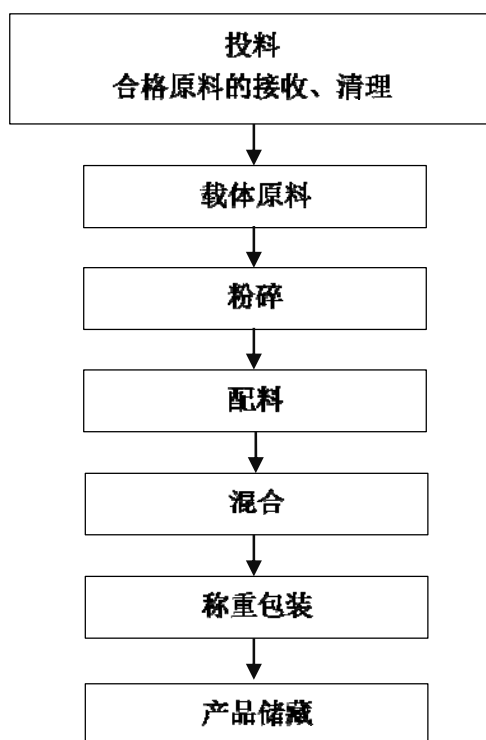 投料
合格原料的接收、清理
载体原料
粉碎
配料
混合
称重包装
产品储藏